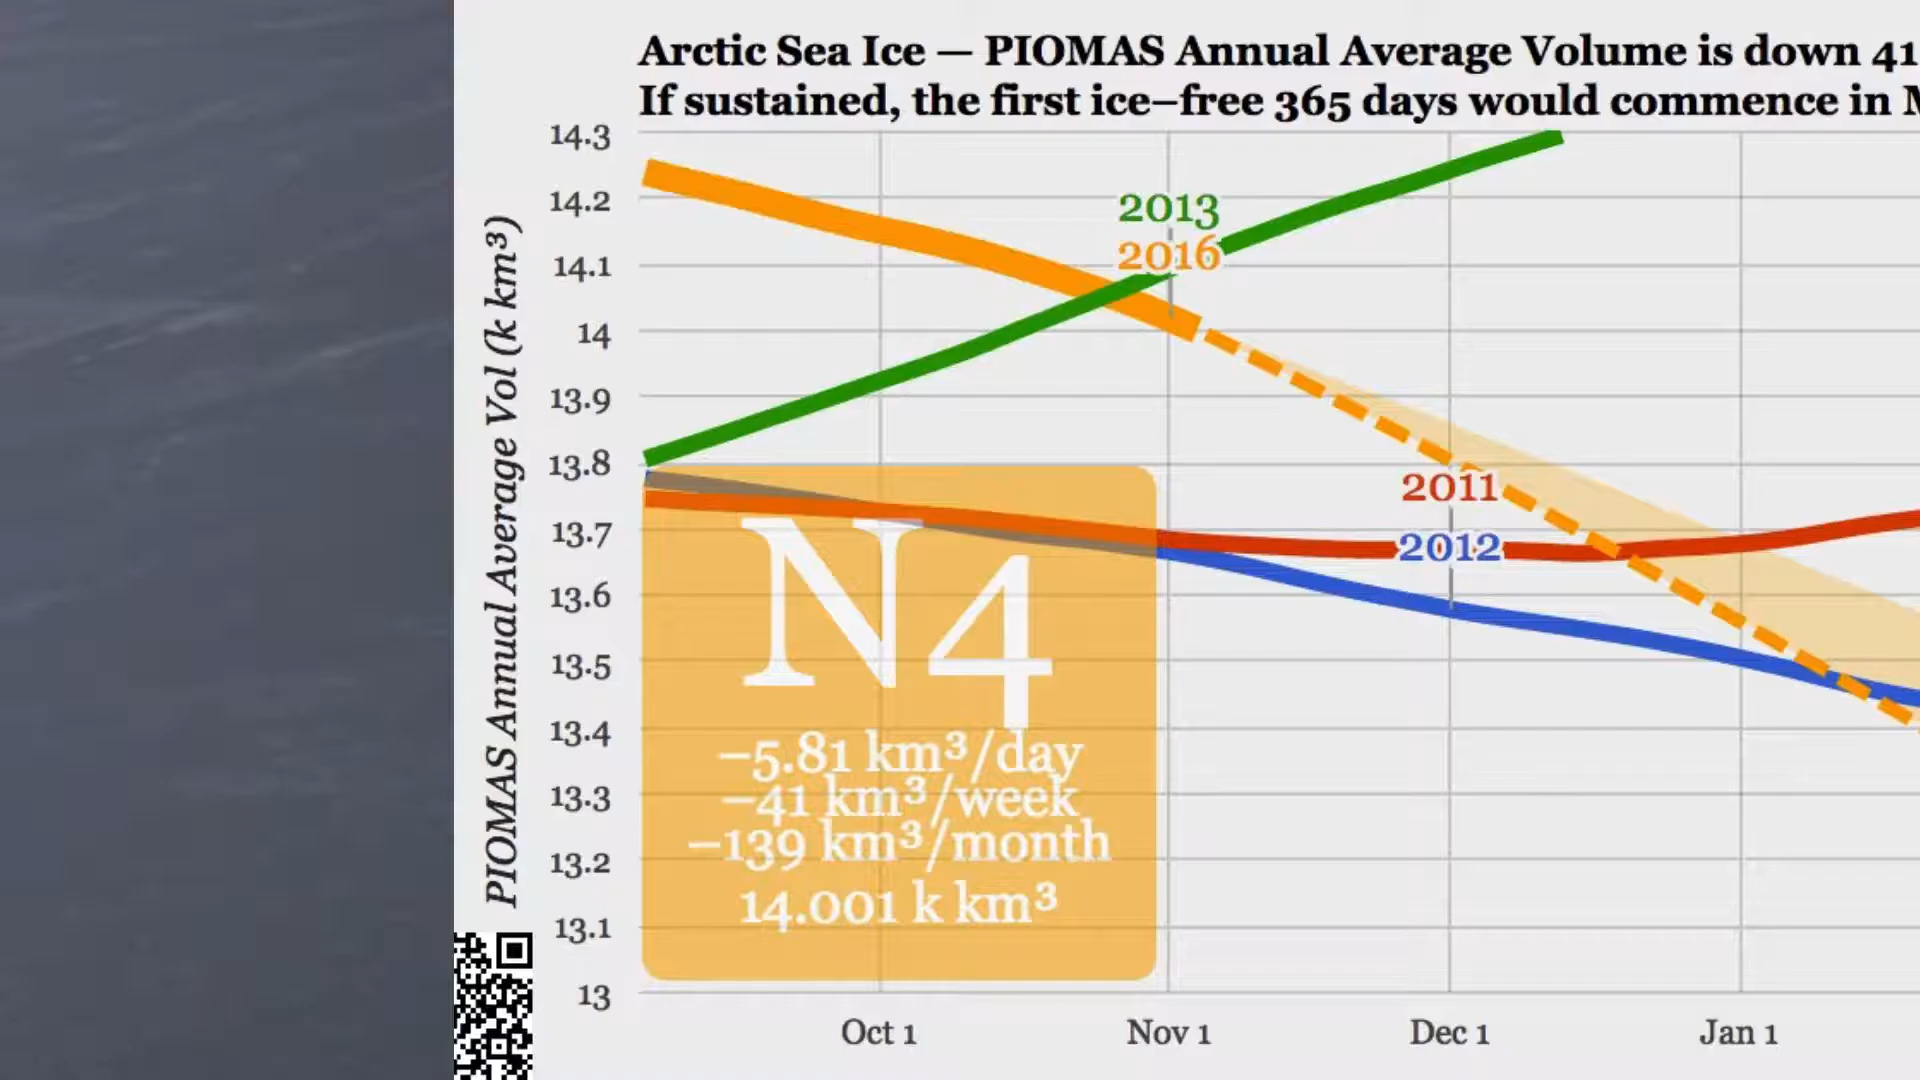 Arctic Sea Ice — PIOMAS Annual Average Volume is down 41
If sustained, the first ice–free 365 days would commence in
PIOMAS Annual Average Vol (k km³)
14.3
14.2
14.1
14
13.9
13.8
13.7
13.6
13.5
13.4
13.3
13.2
13.1
13
2013
2016
2011
2012
N4
–5.81 km³/day
–41 km³/week
–139 km³/month
14.001 k km³
Oct 1
Nov 1
Dec 1
Jan 1